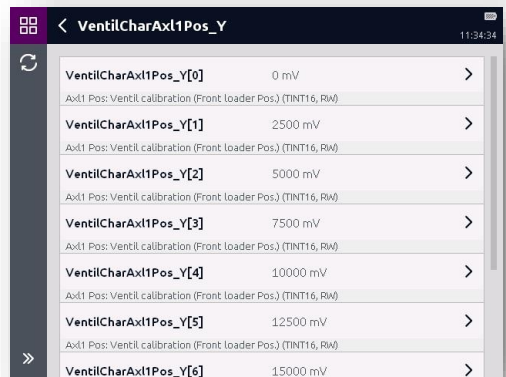 VentilCharAxl1Pos_Y
11:34:34
VentilCharAxl1Pos_Y[0] 0 mV
Axl1 Pos: Ventil calibration (Front loader Pos.) (TINT16, RW)
VentilCharAxl1Pos_Y[1] 2500 mV
Axl1 Pos: Ventil calibration (Front loader Pos.) (TINT16, RW)
VentilCharAxl1Pos_Y[2] 5000 mV
Axl1 Pos: Ventil calibration (Front loader Pos.) (TINT16, RW)
VentilCharAxl1Pos_Y[3] 7500 mV
Axl1 Pos: Ventil calibration (Front loader Pos.) (TINT16, RW)
VentilCharAxl1Pos_Y[4] 10000 mV
Axl1 Pos: Ventil calibration (Front loader Pos.) (TINT16, RW)
VentilCharAxl1Pos_Y[5] 12500 mV
Axl1 Pos: Ventil calibration (Front loader Pos.) (TINT16, RW)
VentilCharAxl1Pos_Y[6] 15000 mV